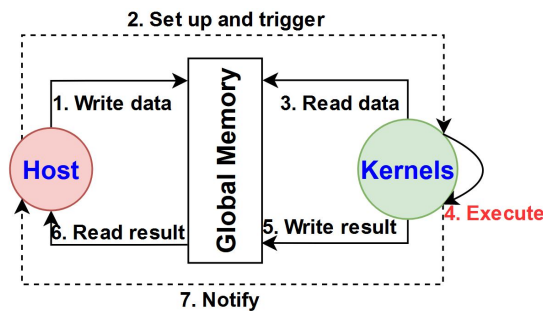 2. Set up and trigger
1. Write data
3. Read data
Host
Global Memory
Kernels
4. Execute
6. Read result
5. Write result
7. Notify